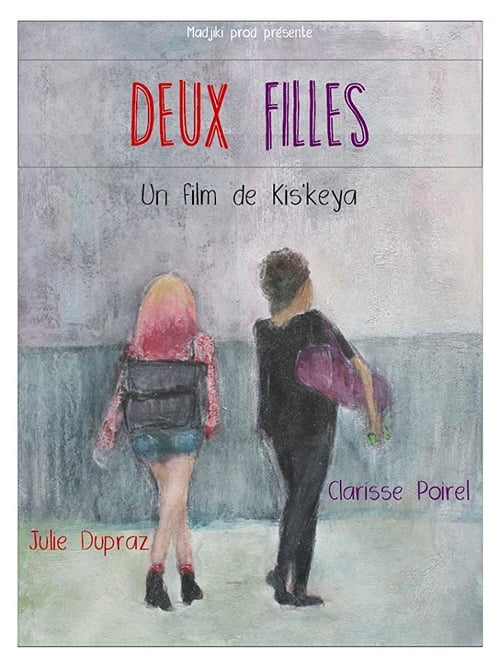 Madjiki prod présente
DEUX FILLES
Un film de Kis'keya
Clarisse Poirel
Julie Dupraz